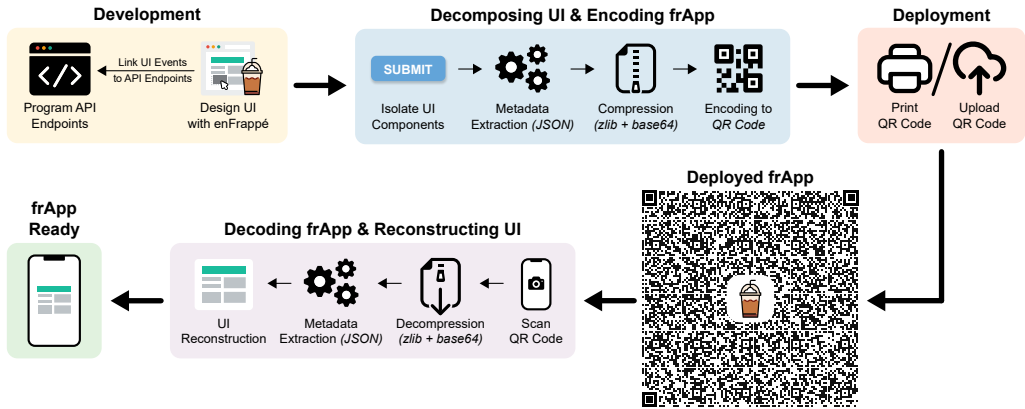 Development
Link UI Events
to API Endpoints
</>
Program API
Endpoints
Design UI
with enFrappé
Decomposing UI & Encoding frApp
SUBMIT
Isolate UI
Components
Metadata
Extraction (JSON)
Compression
(zlib + base64)
Encoding to
QR Code
Deployment
Print
QR Code
Upload
QR Code
Deployed frApp
Decoding frApp & Reconstructing UI
Scan
QR Code
Decompression
(zlib + base64)
Metadata
Extraction (JSON)
UI
Reconstruction
frApp
Ready